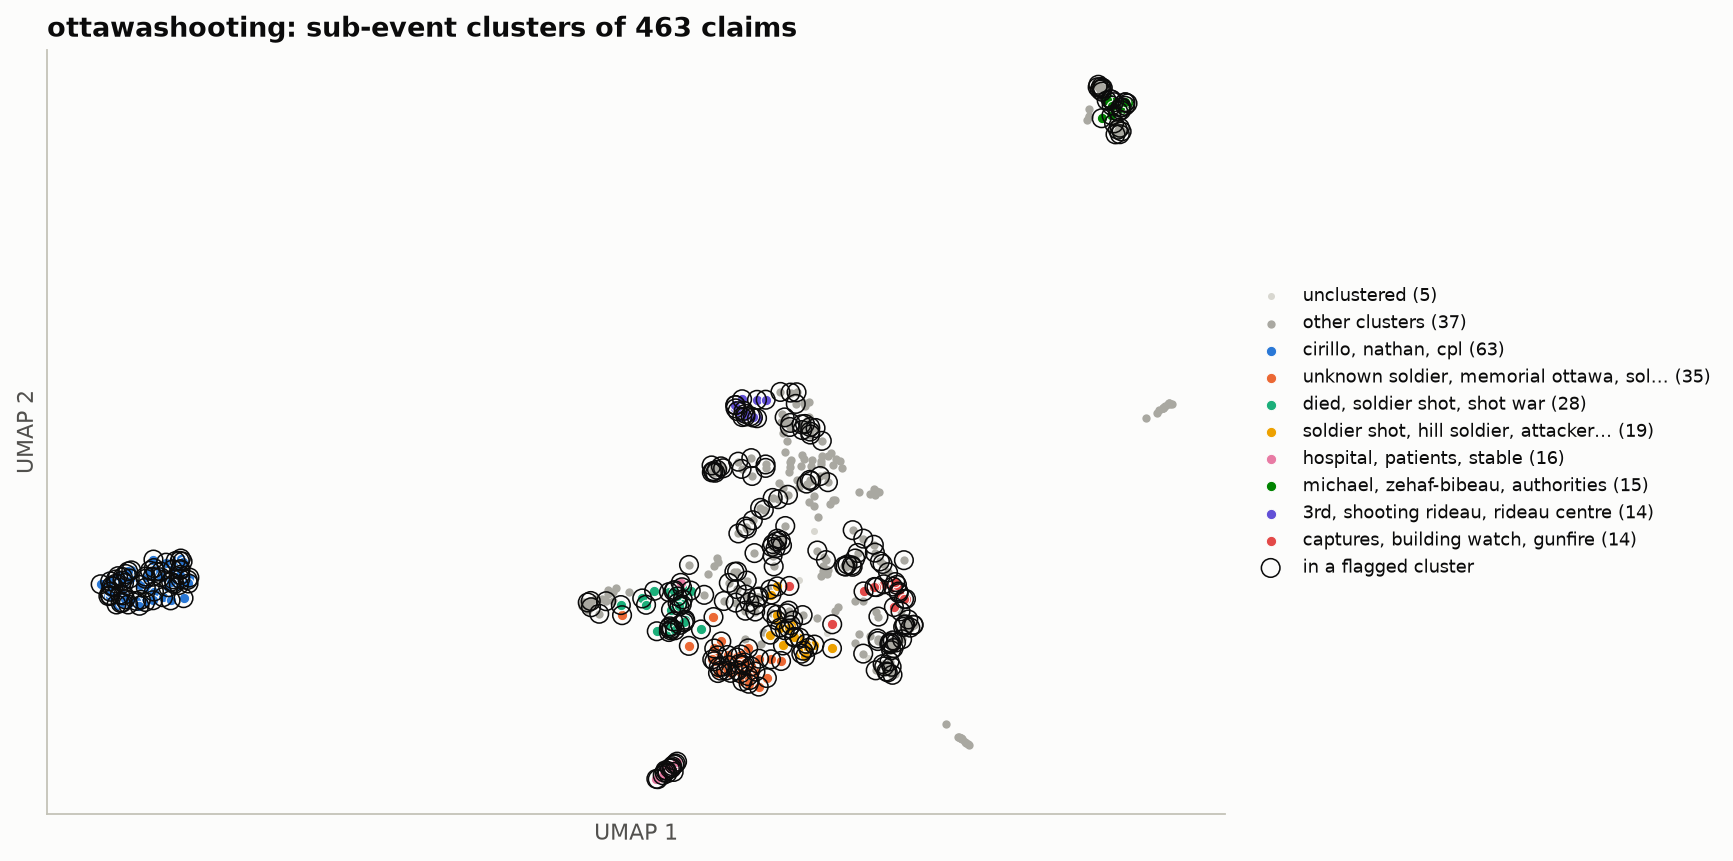 ottawashooting: sub-event clusters of 463 claims
UMAP 2
unclustered (5)
other clusters (37)
cirillo, nathan, cpl (63)
unknown soldier, memorial ottawa, sol... (35)
died, soldier shot, shot war (28)
soldier shot, hill soldier, attacker... (19)
hospital, patients, stable (16)
michael, zehaf-bibeau, authorities (15)
3rd, shooting rideau, rideau centre (14)
captures, building watch, gunfire (14)
in a flagged cluster
UMAP 1